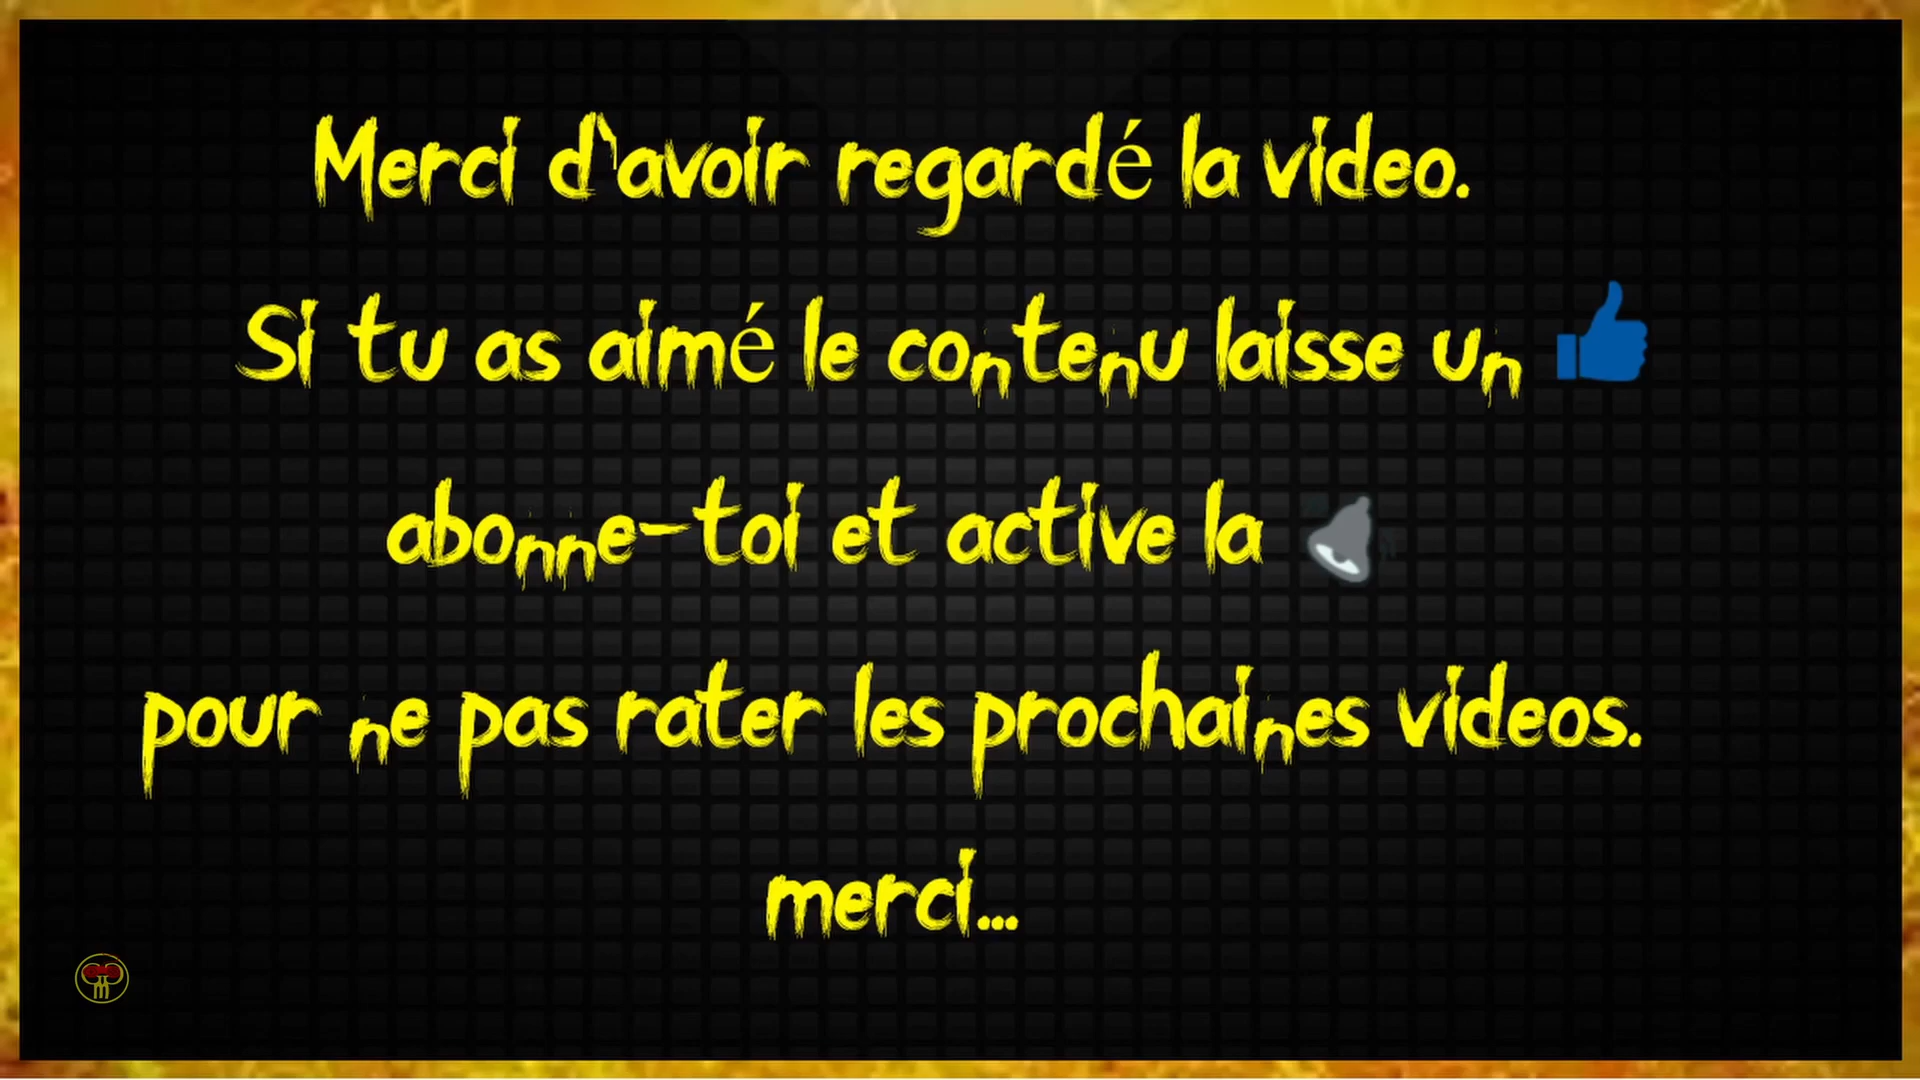 Merci d'avoir regardé la video.
Si tu as aimé le contenu laisse un 👍
abonne-toi et active la 🔔
pour ne pas rater les prochaines videos.
merci...